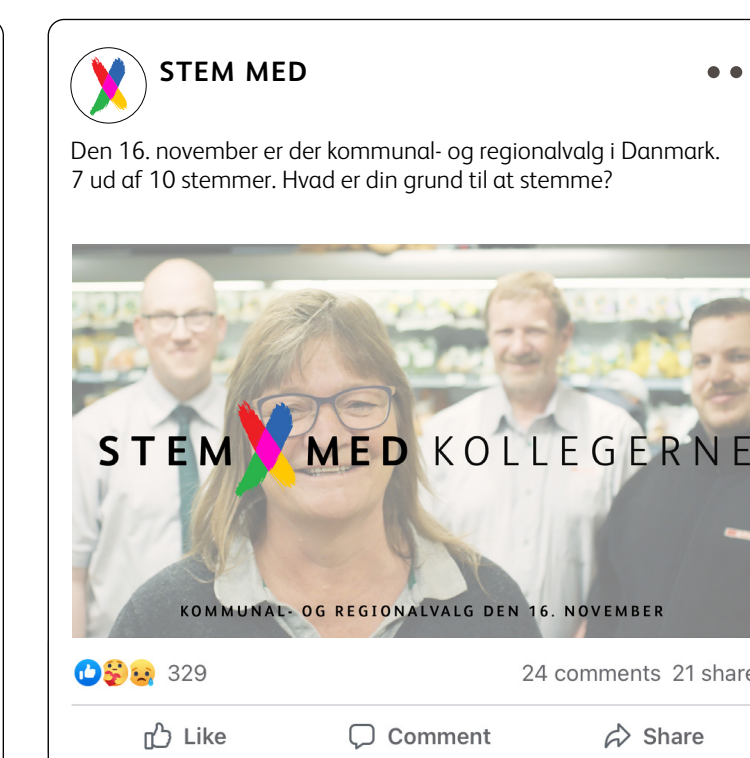 STEM MED
Den 16. november er der kommunal- og regionalvalg i Danmark.
7 ud af 10 stemmer. Hvad er din grund til at stemme?
STEM X MED KOLLEGERNE
KOMMUNAL- OG REGIONALVALG DEN 16. NOVEMBER
329
24 comments 21 share
Like Comment Share